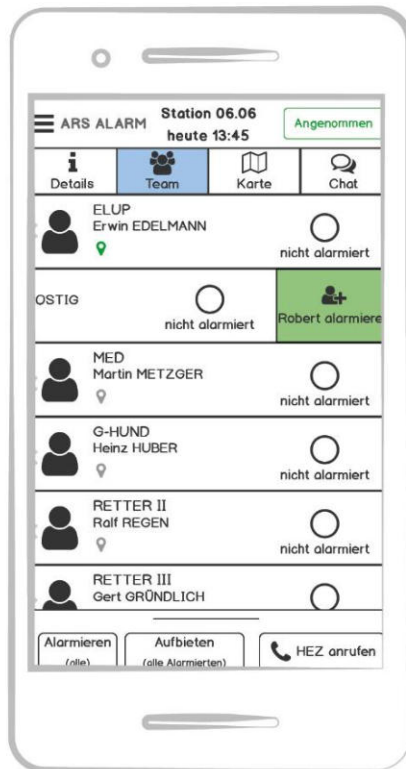 ARS ALARM
Station 06.06
heute 13:45
Angenommen
Details
Team
Karte
Chat
ELUP
Erwin EDELMANN
nicht alarmiert
OSTIG
nicht alarmiert
Robert alarmiere
MED
Martin METZGER
nicht alarmiert
G-HUND
Heinz HUBER
nicht alarmiert
RETTER II
Ralf REGEN
nicht alarmiert
RETTER III
Gert GRÜNDLICH
Alarmieren
(alle)
Aufbieten
(alle Alarmierten)
HEZ anrufen